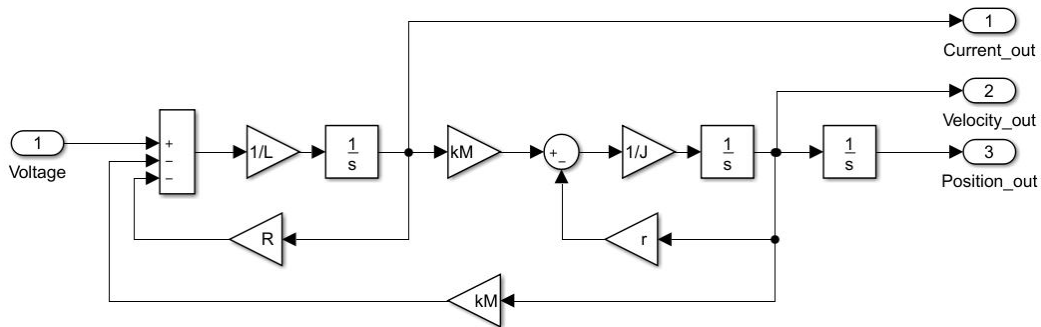 1
Current_out
2
Velocity_out
1
Voltage
+
−
−
1/L
1
s
kM
+
−
1/J
1
s
1
s
3
Position_out
R
r
kM